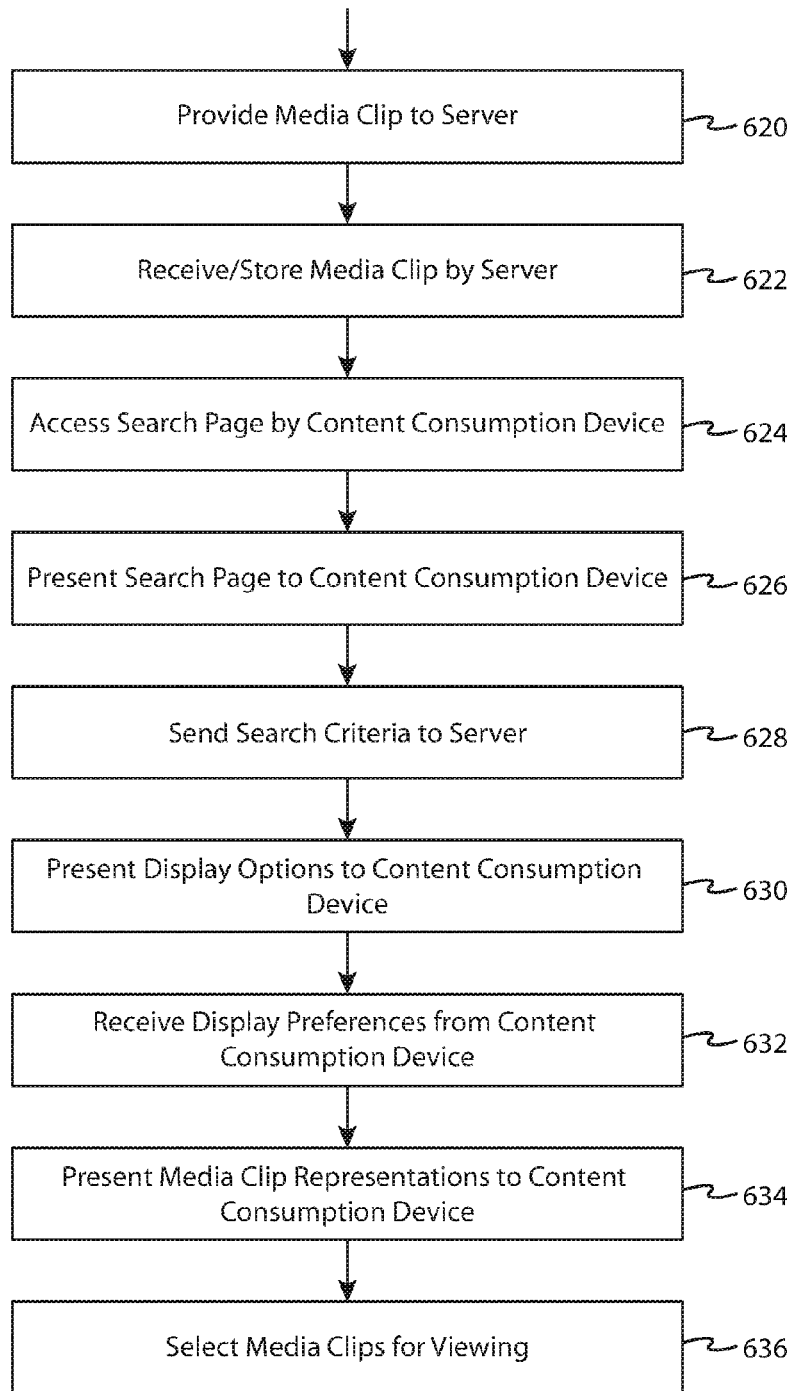 Provide Media Clip to Server
620
Receive/Store Media Clip by Server
622
Access Search Page by Content Consumption Device
624
Present Search Page to Content Consumption Device
626
Send Search Criteria to Server
628
Present Display Options to Content Consumption
Device
630
Receive Display Preferences from Content
Consumption Device
632
Present Media Clip Representations to Content
Consumption Device
634
Select Media Clips for Viewing
636